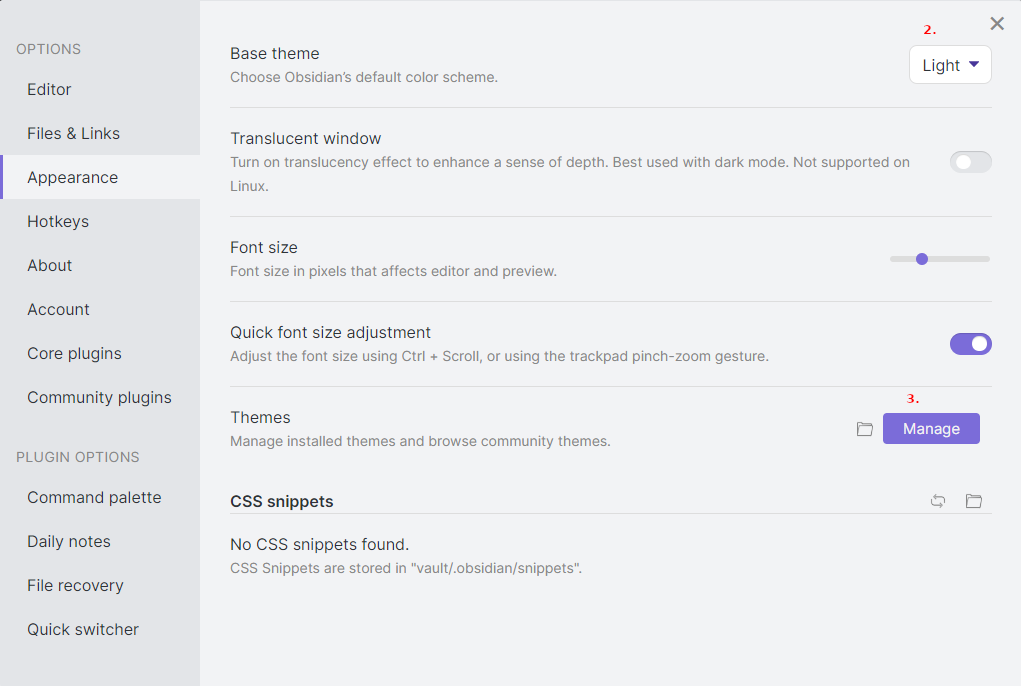 OPTIONS
Editor
Files & Links
Appearance
Hotkeys
About
Account
Core plugins
Community plugins
PLUGIN OPTIONS
Command palette
Daily notes
File recovery
Quick switcher
2.
Base theme
Choose Obsidian’s default color scheme.
Light
Translucent window
Turn on translucency effect to enhance a sense of depth. Best used with dark mode. Not supported on
Linux.
Font size
Font size in pixels that affects editor and preview.
Quick font size adjustment
Adjust the font size using Ctrl + Scroll, or using the trackpad pinch-zoom gesture.
3.
Themes
Manage installed themes and browse community themes.
Manage
CSS snippets
No CSS snippets found.
CSS Snippets are stored in "vault/.obsidian/snippets".